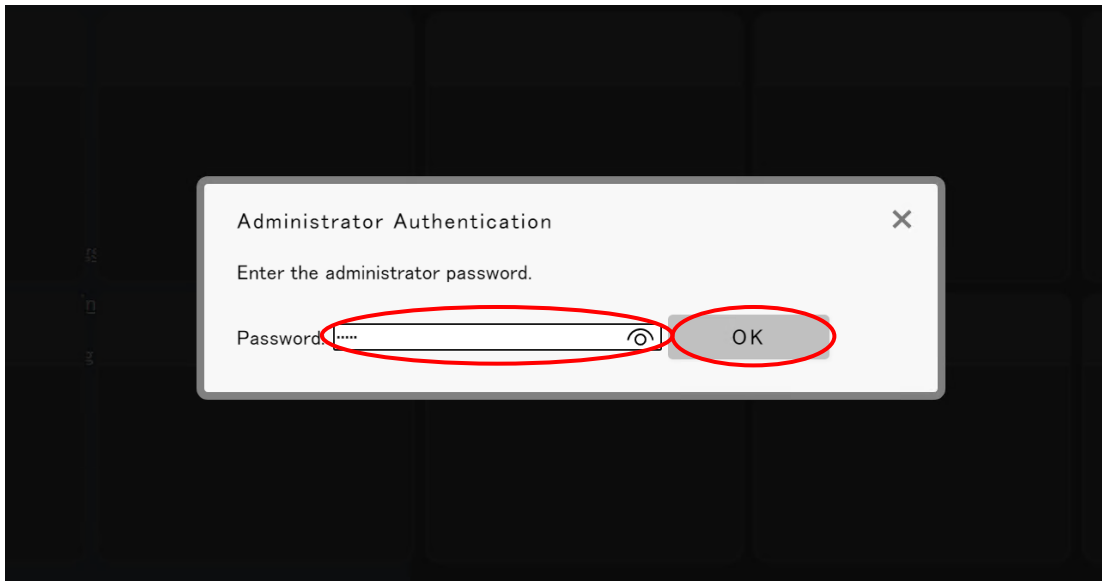 Administrator Authentication
Enter the administrator password.
Password: ····· OK